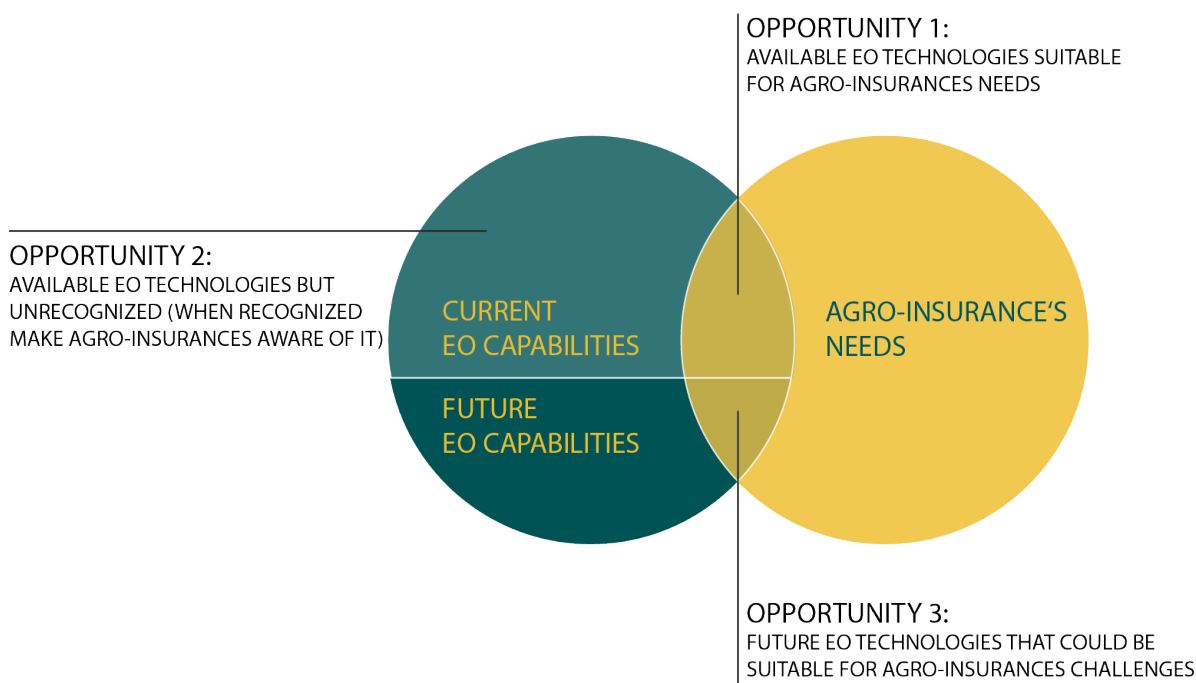 OPPORTUNITY 1:
AVAILABLE EO TECHNOLOGIES SUITABLE
FOR AGRO-INSURANCES NEEDS
OPPORTUNITY 2:
AVAILABLE EO TECHNOLOGIES BUT
UNRECOGNIZED (WHEN RECOGNIZED
MAKE AGRO-INSURANCES AWARE OF IT)
CURRENT
EO CAPABILITIES
AGRO-INSURANCE'S
NEEDS
FUTURE
EO CAPABILITIES
OPPORTUNITY 3:
FUTURE EO TECHNOLOGIES THAT COULD BE
SUITABLE FOR AGRO-INSURANCES CHALLENGES